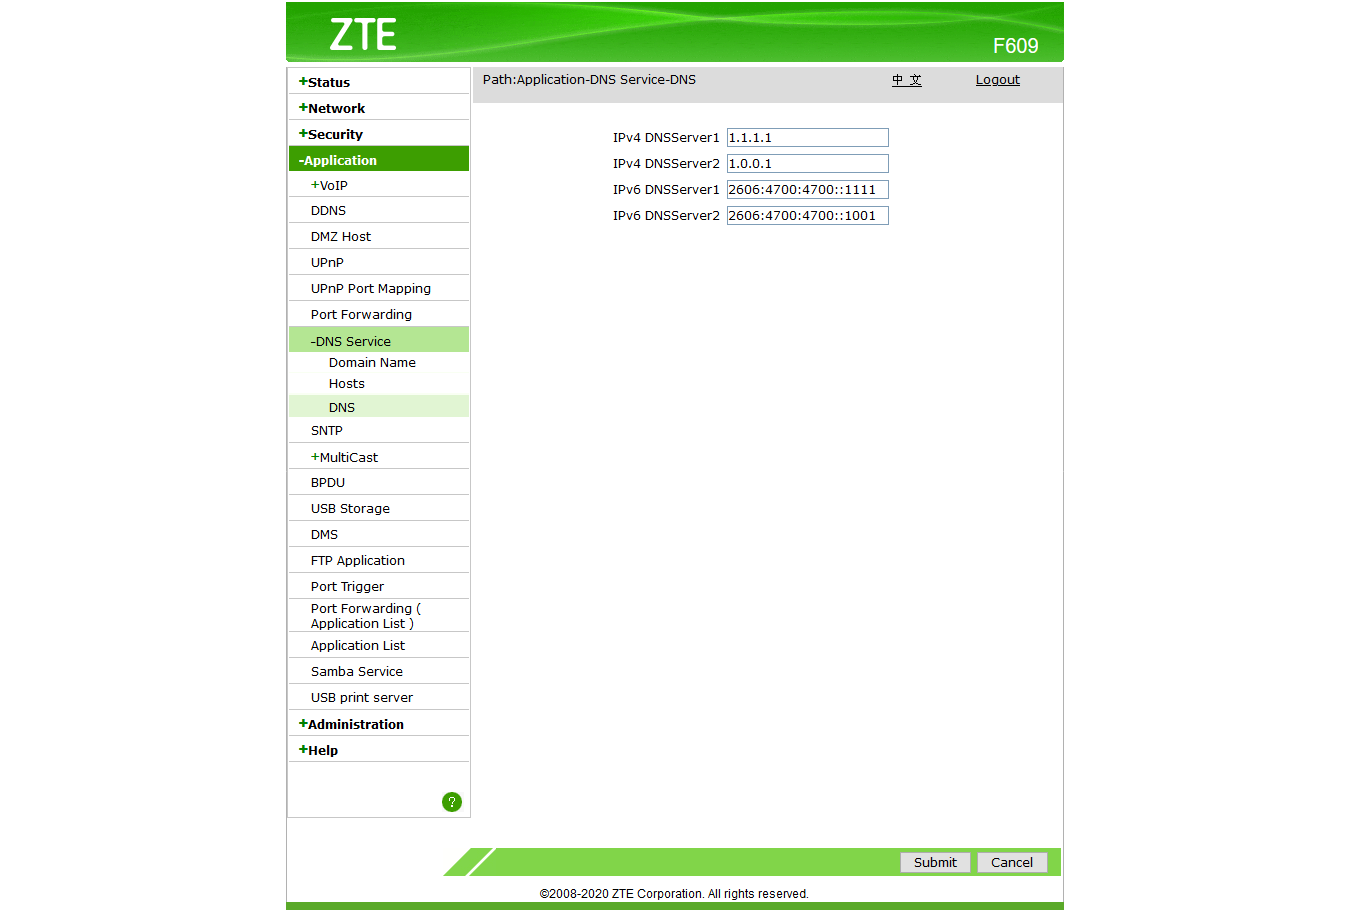 ZTE
F609
Path:Application-DNS Service-DNS
中 文
Logout
+Status
+Network
+Security
-Application
+VoIP
DDNS
DMZ Host
UPnP
UPnP Port Mapping
Port Forwarding
-DNS Service
Domain Name
Hosts
DNS
SNTP
+MultiCast
BPDU
USB Storage
DMS
FTP Application
Port Trigger
Port Forwarding (
Application List )
Application List
Samba Service
USB print server
+Administration
+Help
?
IPv4 DNSServer1 1.1.1.1
IPv4 DNSServer2 1.0.0.1
IPv6 DNSServer1 2606:4700:4700::1111
IPv6 DNSServer2 2606:4700:4700::1001
Submit
Cancel
©2008-2020 ZTE Corporation. All rights reserved.